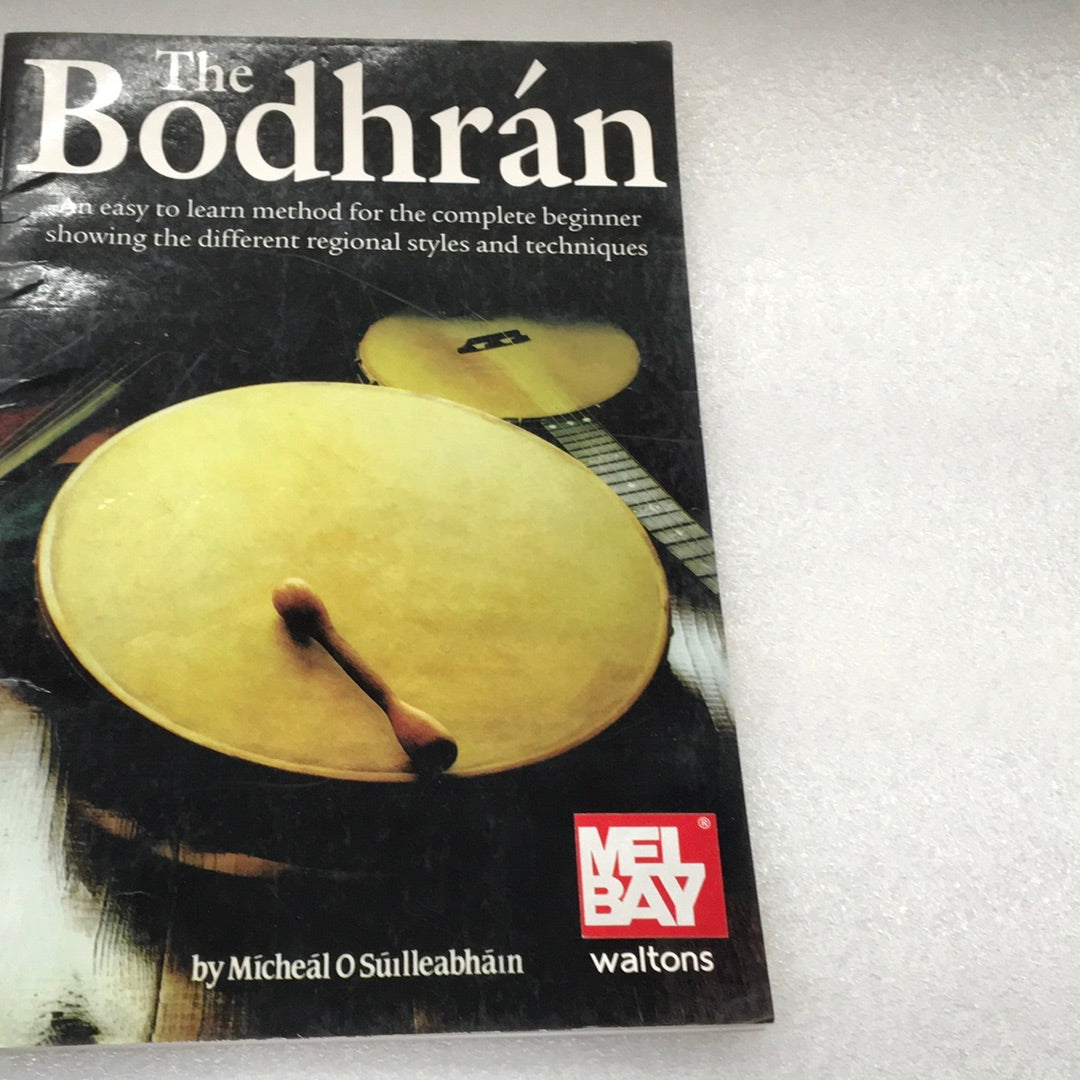 The
Bodhrán
An easy to learn method for the complete beginner
showing the different regional styles and techniques
MEL
BAY
®
waltons
by Mícheál O Súilleabháin